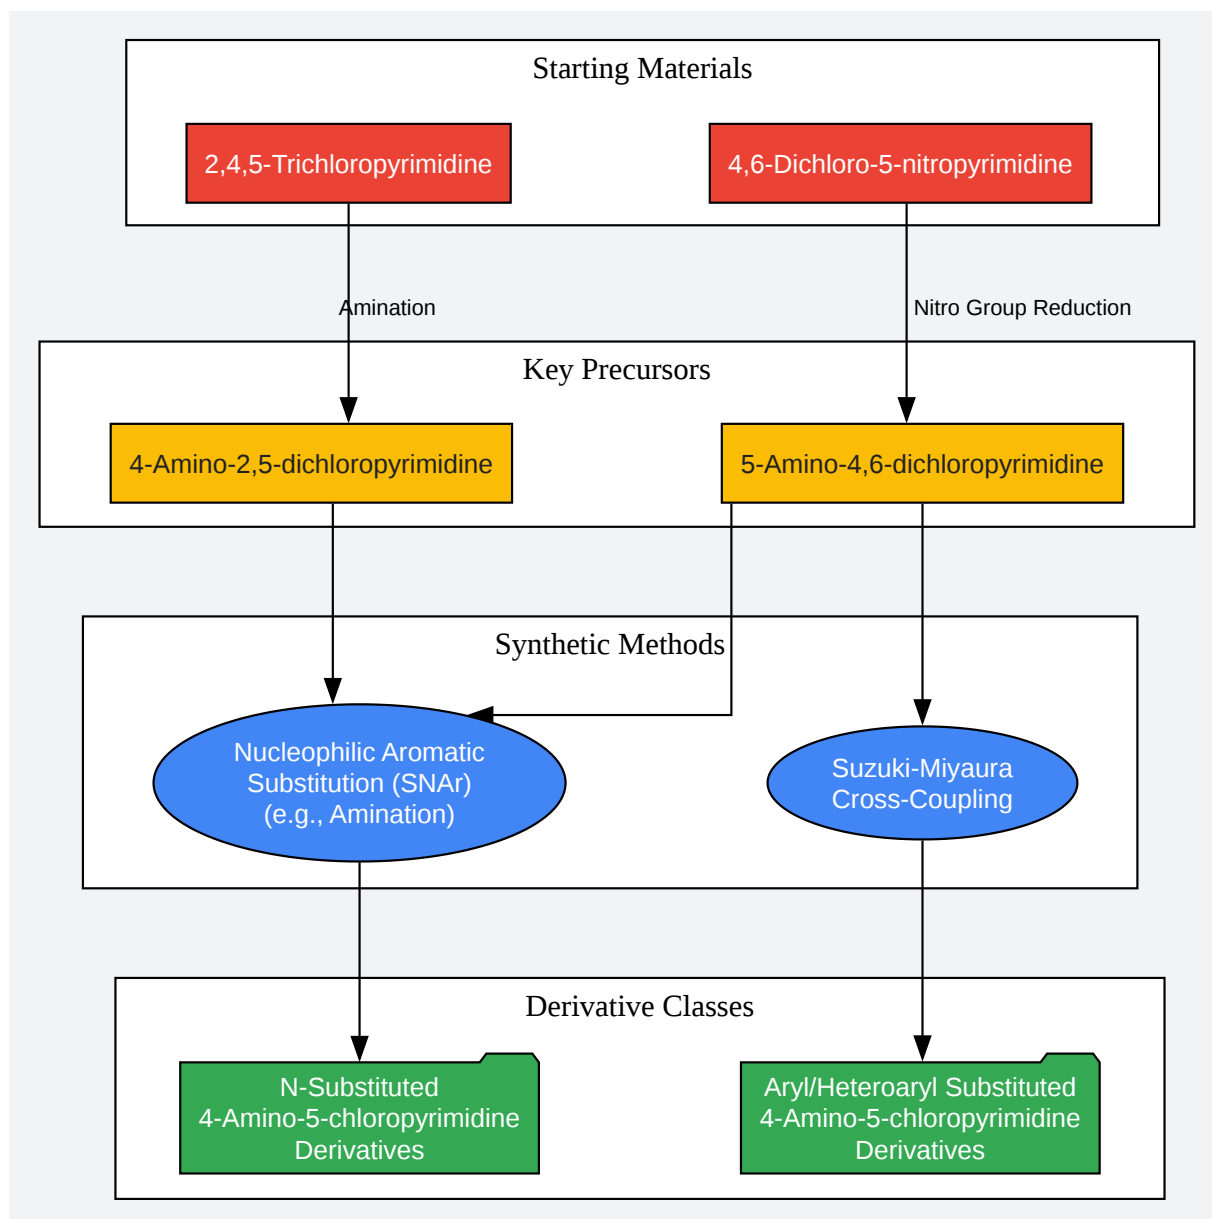 Starting Materials
2,4,5-Trichloropyrimidine
4,6-Dichloro-5-nitropyrimidine
Amination
Nitro Group Reduction
Key Precursors
4-Amino-2,5-dichloropyrimidine
5-Amino-4,6-dichloropyrimidine
Synthetic Methods
Nucleophilic Aromatic
Substitution (SNAr)
(e.g., Amination)
Suzuki-Miyaura
Cross-Coupling
Derivative Classes
N-Substituted
4-Amino-5-chloropyrimidine
Derivatives
Aryl/Heteroaryl Substituted
4-Amino-5-chloropyrimidine
Derivatives